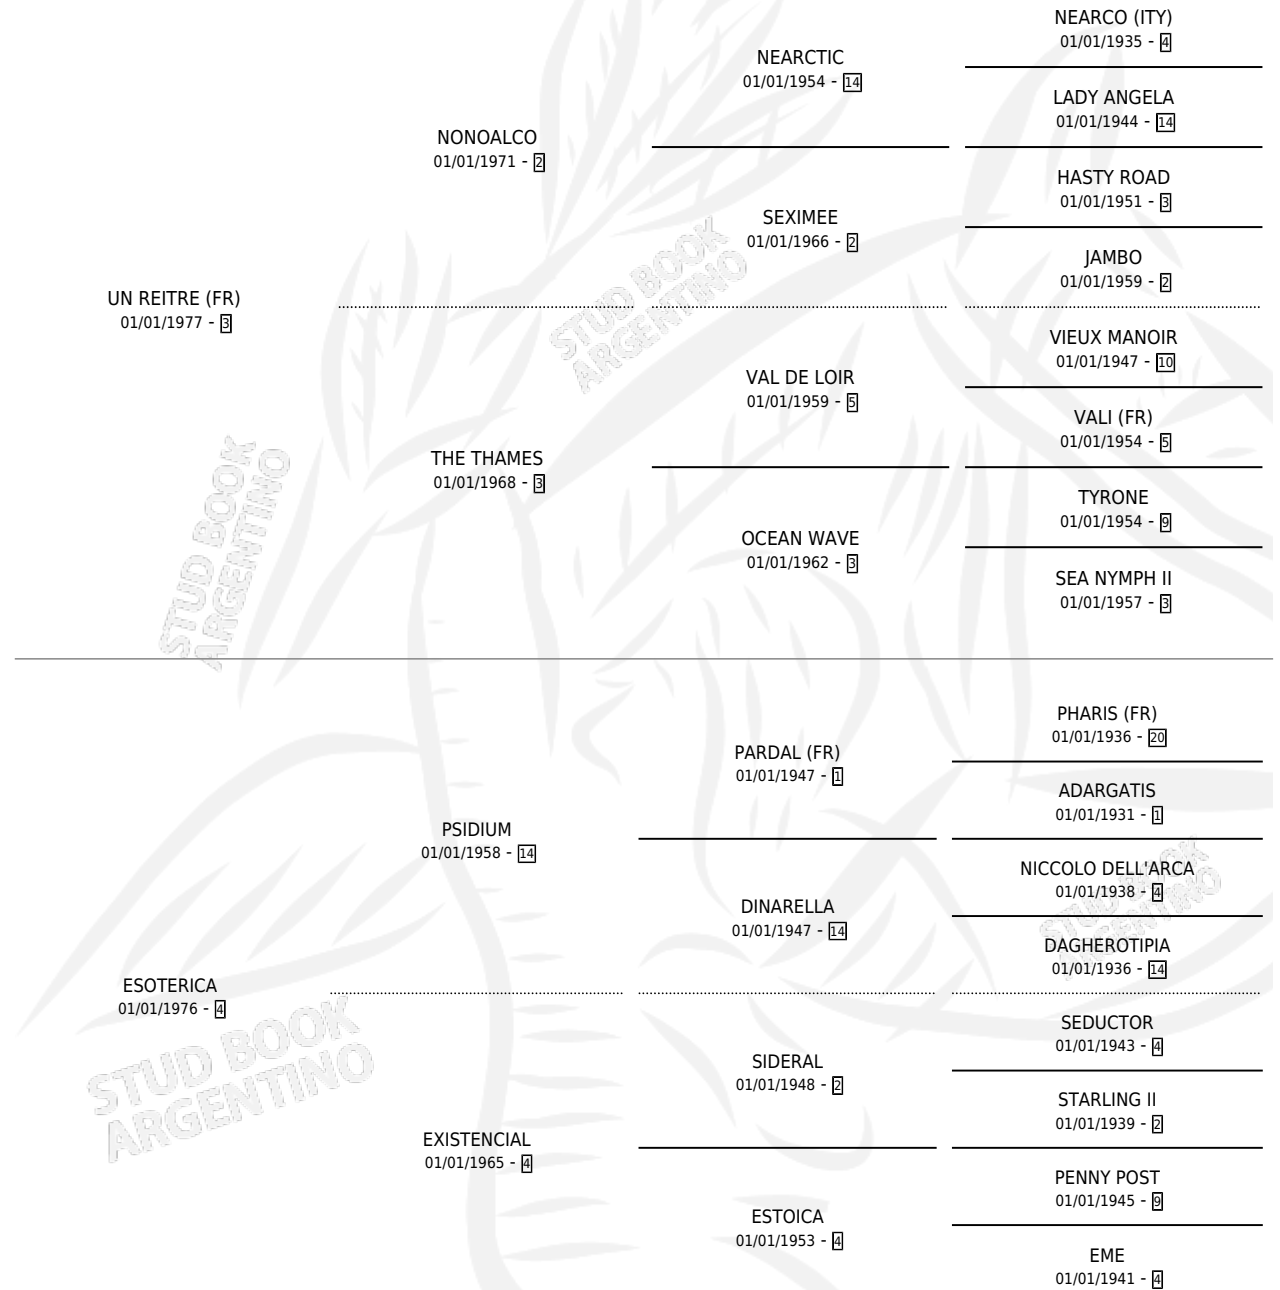 NEARCO (ITY)
01/01/1935 - 4
NEARCTIC
01/01/1954 - 14
LADY ANGELA
01/01/1944 - 14
NONOALCO
01/01/1971 - 2
HASTY ROAD
01/01/1951 - 3
SEXIMEE
01/01/1966 - 2
JAMBO
01/01/1959 - 2
UN REITRE (FR)
01/01/1977 - 3
VIEUX MANOIR
01/01/1947 - 10
VAL DE LOIR
01/01/1959 - 5
VALI (FR)
01/01/1954 - 5
THE THAMES
01/01/1968 - 3
TYRONE
01/01/1954 - 9
OCEAN WAVE
01/01/1962 - 3
SEA NYMPH II
01/01/1957 - 3
PHARIS (FR)
01/01/1936 - 20
PARDAL (FR)
01/01/1947 - 1
ADARGATIS
01/01/1931 - 1
PSIDIUM
01/01/1958 - 14
NICCOLO DELL'ARCA
01/01/1938 - 4
DINARELLA
01/01/1947 - 14
DAGHEROTIPIA
01/01/1936 - 14
ESOTERICA
01/01/1976 - 4
SEDUCTOR
01/01/1943 - 4
SIDERAL
01/01/1948 - 2
STARLING II
01/01/1939 - 2
EXISTENCIAL
01/01/1965 - 4
PENNY POST
01/01/1945 - 9
ESTOICA
01/01/1953 - 4
EME
01/01/1941 - 4
STUD BOOK
ARGENTINO
STUD BOOK
ARGENTINO
STUD BOOK
ARGENTINO
STUD BOOK
ARGENTINO